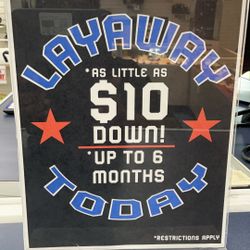 LAYAWAY
*AS LITTLE AS
$10
DOWN!
*UP TO 6
MONTHS
TODAY
*RESTRICTIONS APPLY